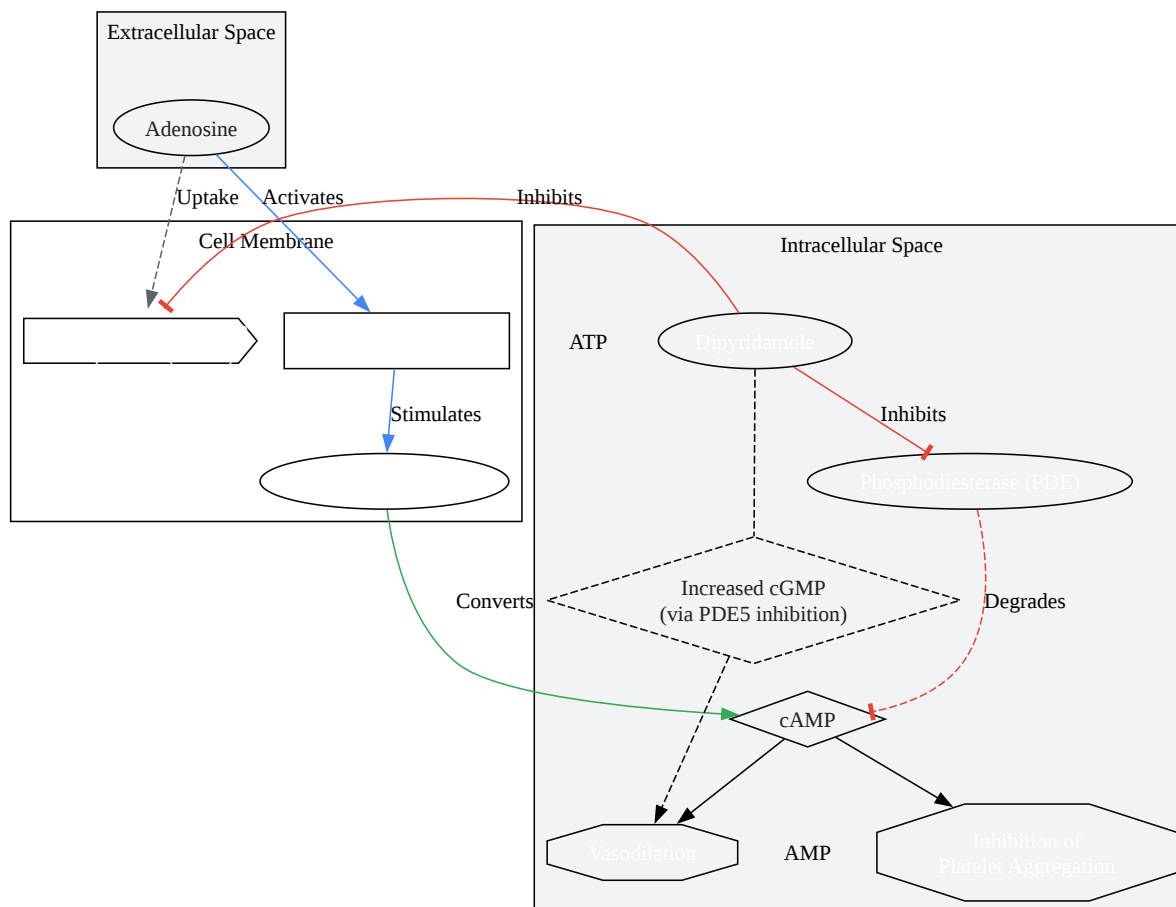 Extracellular Space
Adenosine
Uptake
Activates
Inhibits
Cell Membrane
Intracellular Space
ATP
Dipyridamole
Stimulates
Inhibits
Phosphodiesterase (PDE)
Converts
Increased cGMP
(via PDE5 inhibition)
Degrades
cAMP
Vasodilation
AMP
Inhibition of
Platelet Aggregation